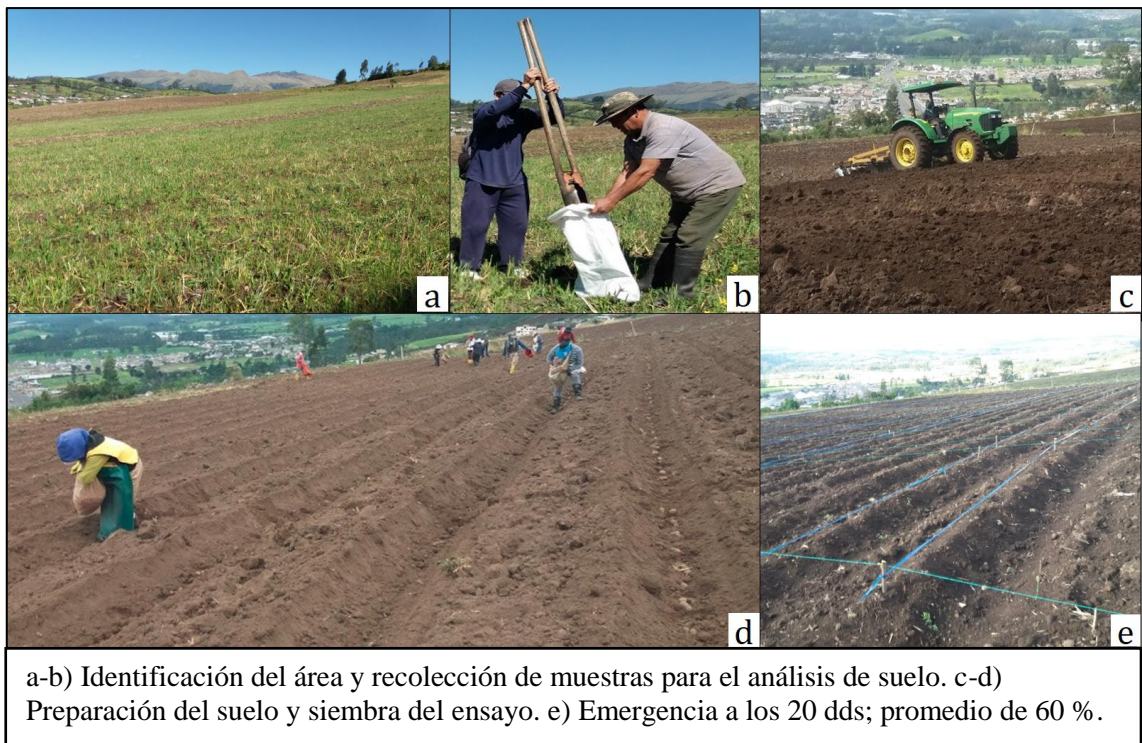 a
b
c
d
e
a-b) Identificación del área y recolección de muestras para el análisis de suelo. c-d)
Preparación del suelo y siembra del ensayo. e) Emergencia a los 20 dds; promedio de 60 %.